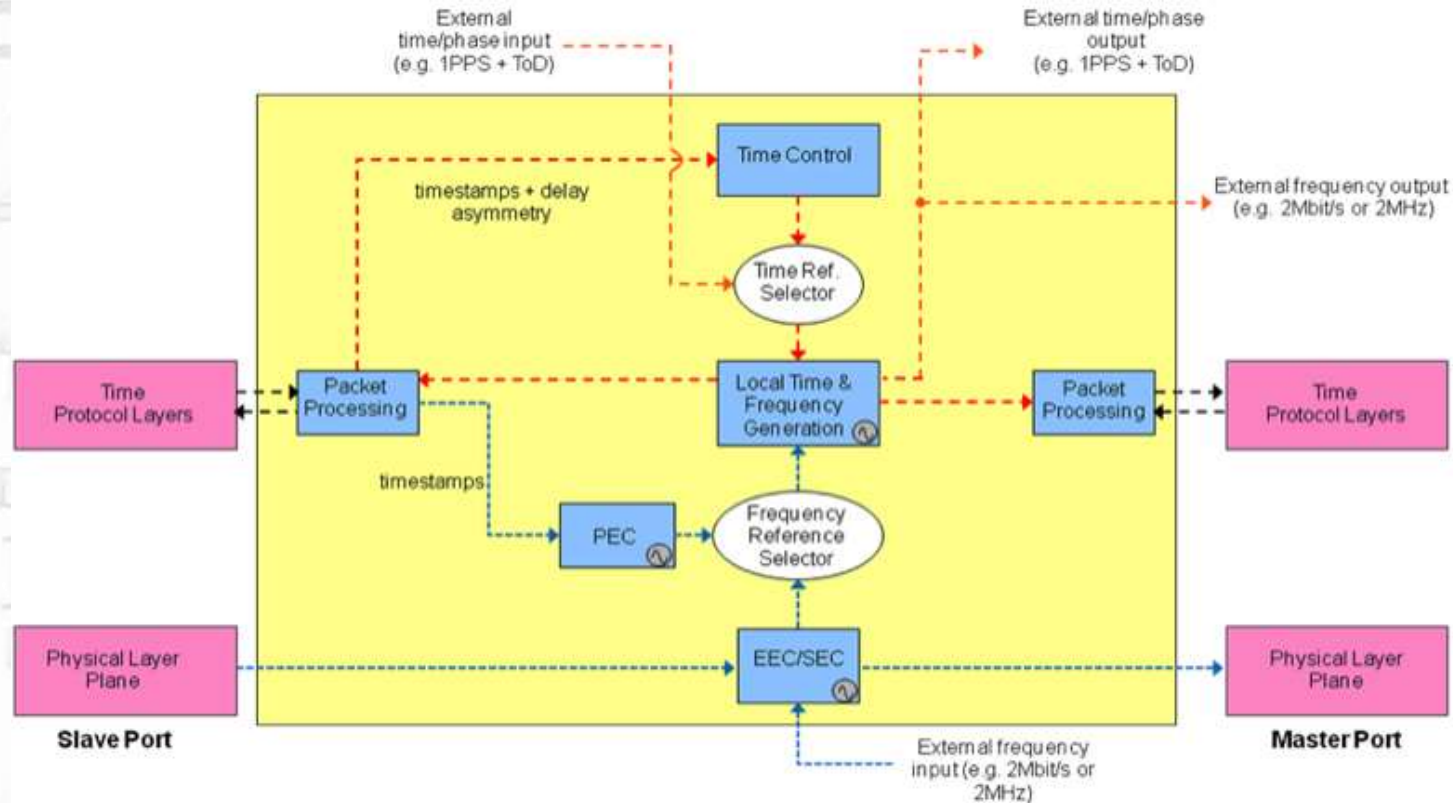 External
time/phase input
(e.g. 1PPS + ToD)
External time/phase
output
(e.g. 1PPS + ToD)
Time Control
timestamps + delay
asymmetry
External frequency output
(e.g. 2Mbit/s or 2MHz)
Time Ref.
Selector
Time
Protocol Layers
Packet
Processing
Local Time &
Frequency
Generation
Packet
Processing
Time
Protocol Layers
timestamps
PEC
Frequency
Reference
Selector
Physical Layer
Plane
EEC/SEC
Physical Layer
Plane
Slave Port
Master Port
External frequency
input (e.g. 2Mbit/s or
2MHz)